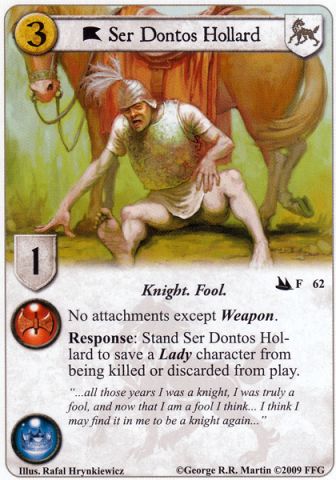 3
Ser Dontos Hollard
1
F 62
Knight. Fool.
No attachments except Weapon.
Response: Stand Ser Dontos Hol-
lard to save a Lady character from
being killed or discarded from play.
“...all those years I was a knight, I was truly a
fool, and now that I am a fool I think... I think I
may find it in me to be a knight again...”
Illus. Rafal Hrynkiewicz
©George R.R. Martin ©2009 FFG